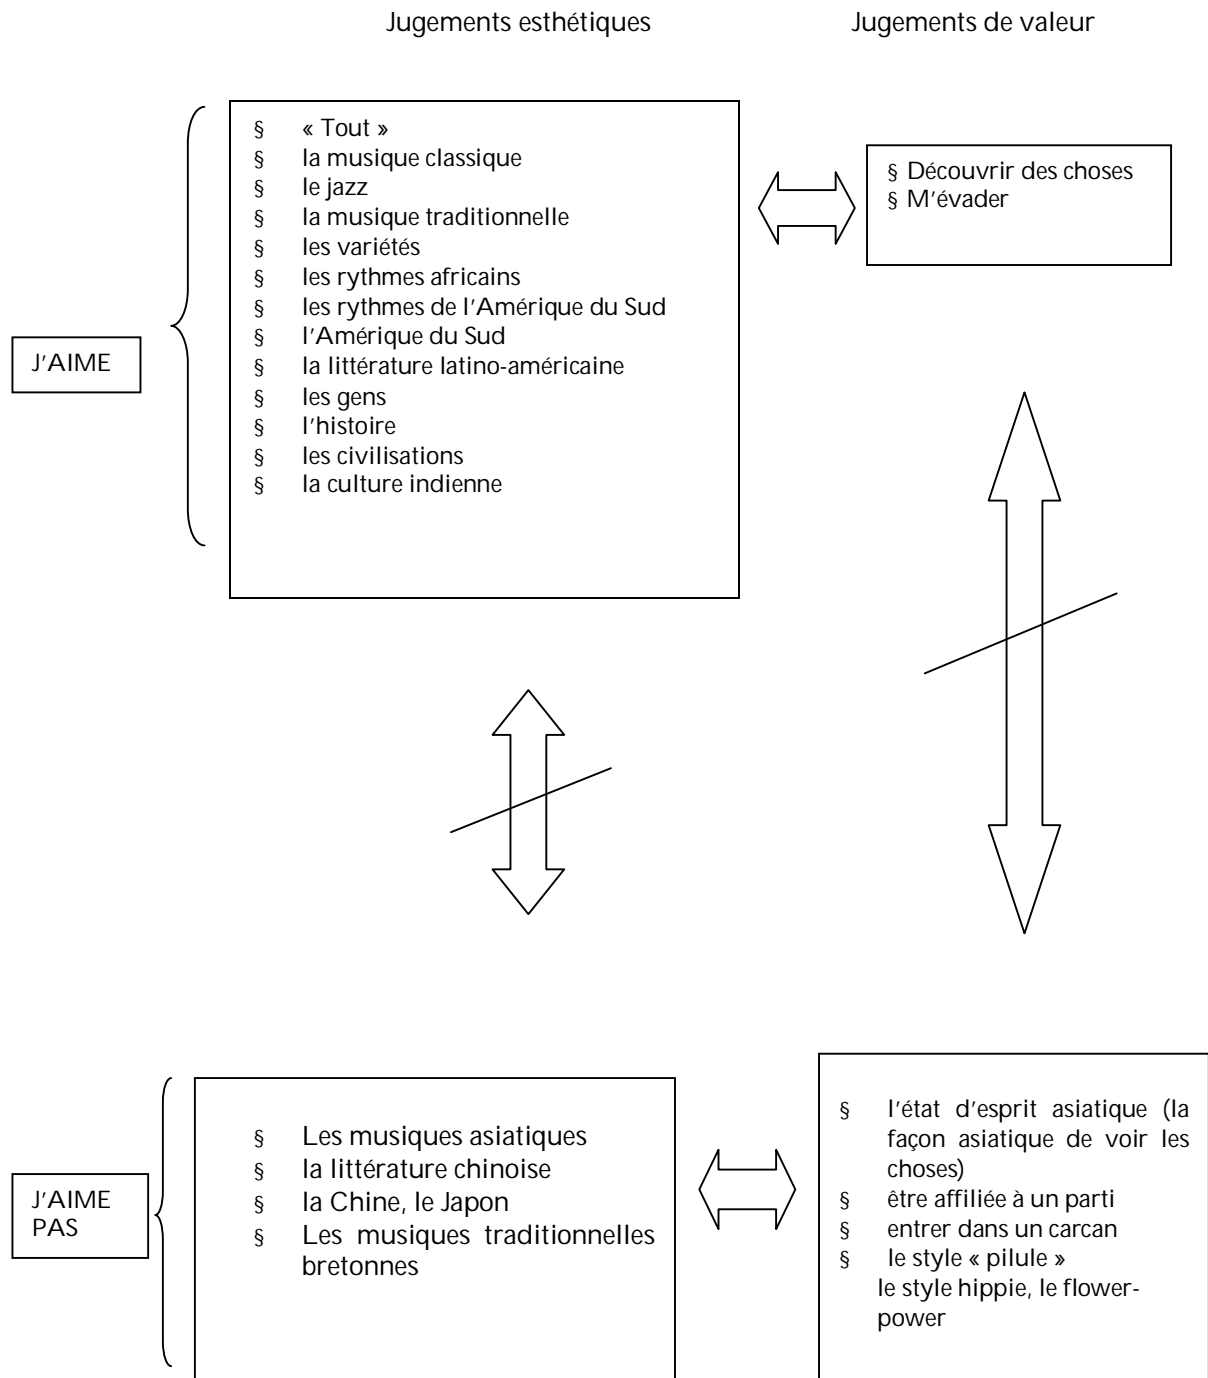 Jugements esthétiques
Jugements de valeur
§ « Tout »
§ la musique classique
§ le jazz
§ la musique traditionnelle
§ les variétés
§ les rythmes africains
§ les rythmes de l'Amérique du Sud
§ l'Amérique du Sud
§ la littérature latino-américaine
§ les gens
§ l'histoire
§ les civilisations
§ la culture indienne
§ Découvrir des choses
§ M'évader
J'AIME
J'AIME
PAS
§ Les musiques asiatiques
§ la littérature chinoise
§ la Chine, le Japon
§ Les musiques traditionnelles
bretonnes
§ l'état d'esprit asiatique (la
façon asiatique de voir les
choses)
§ être affiliée à un parti
§ entrer dans un carcan
§ le style « pilule »
le style hippie, le flower-
power